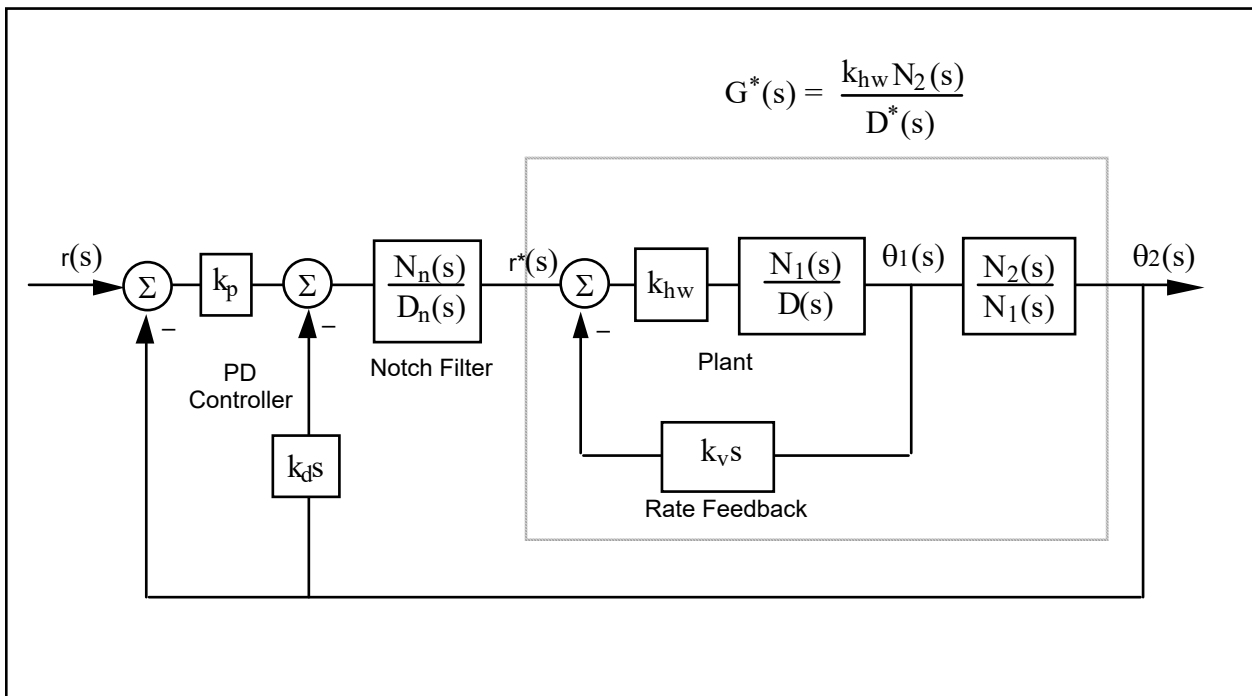 G*(s) = k_hw N_2(s) / D*(s)
r(s)
Σ
k_p
Σ
N_n(s)
D_n(s)
r*(s)
Σ
k_hw
N_1(s)
D(s)
θ1(s)
N_2(s)
N_1(s)
θ2(s)
−
−
−
Notch Filter
Plant
PD
Controller
k_d s
k_v s
Rate Feedback